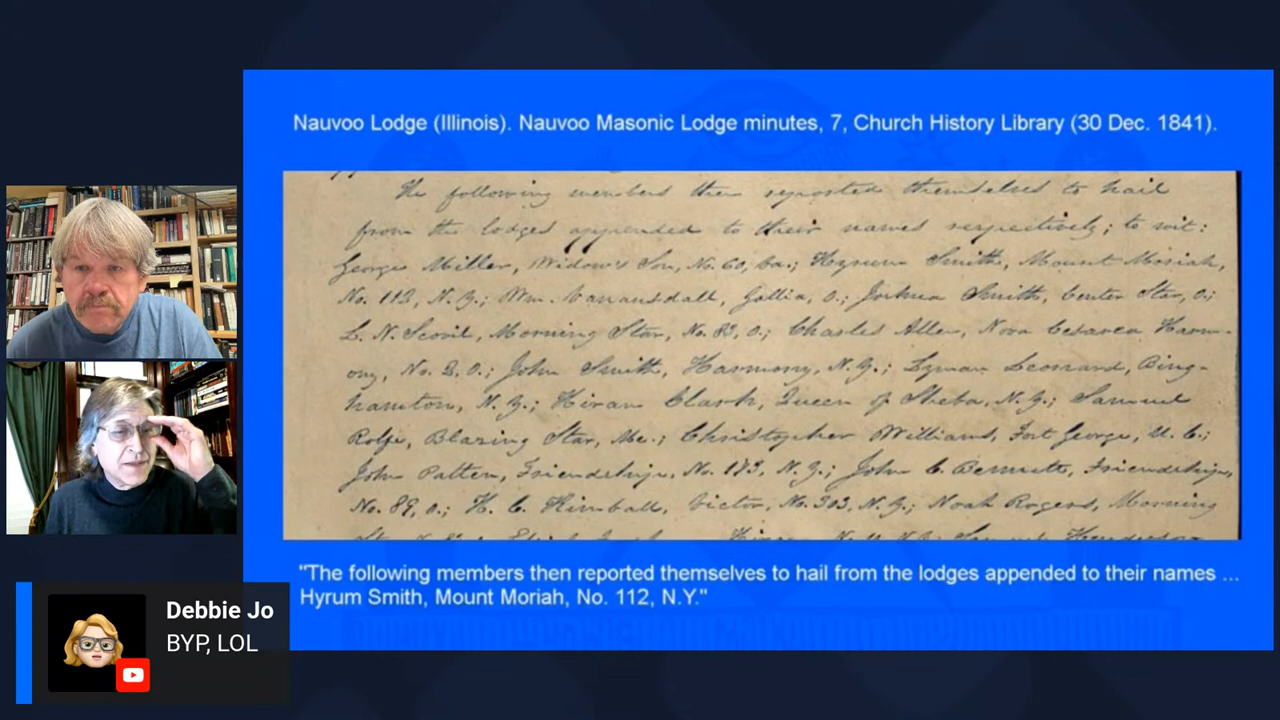 Nauvoo Lodge (Illinois). Nauvoo Masonic Lodge minutes, 7, Church History Library (30 Dec. 1841).
The following members then reported themselves to hail
from the lodges appended to their names respectively; to wit:
George Miller, Widow's Son, No. 60, Va.; Hyrum Smith, Mount Moriah,
No. 112, N.Y.; Wm. Vanausdall, Gallia, O.; Joshua Smith, Center Star, O.;
L. N. Scovil, Morning Star, No. 83, O.; Charles Allen, Nova Cesarea Harm-
ony, No. 2, O.; John Smith, Harmony, N.Y.; Lyman Leonard, Bing-
hamton, N.Y.; Hiram Clark, Queen of Sheba, N.Y.; Samuel
Rolfe, Blazing Star, Me.; Christopher Williams, Fort George, U.C.;
John Patten, Friendship, No. 173, N.Y.; John C. Bennett, Friendship,
No. 89, O.; H. C. Kimball, Victor, No. 303, N.Y.; Noah Rogers, Morning
"The following members then reported themselves to hail from the lodges appended to their names ...
Hyrum Smith, Mount Moriah, No. 112, N.Y."
Debbie Jo
BYP, LOL